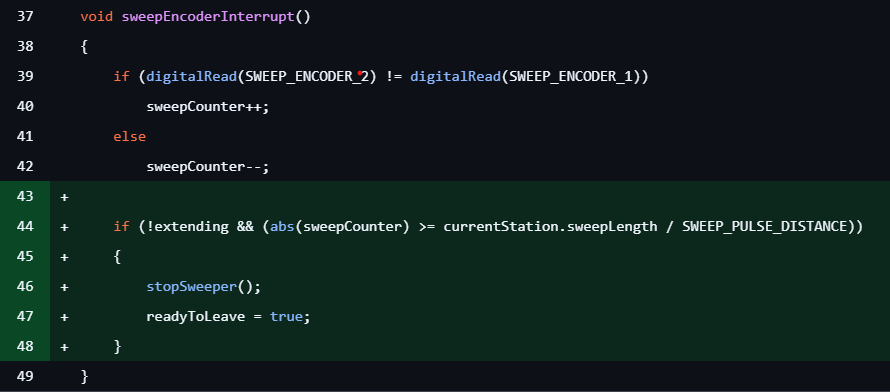 37 void sweepEncoderInterrupt()
38 {
39 if (digitalRead(SWEEP_ENCODER_2) != digitalRead(SWEEP_ENCODER_1))
40 sweepCounter++;
41 else
42 sweepCounter--;
43 +
44 + if (!extending && (abs(sweepCounter) >= currentStation.sweepLength / SWEEP_PULSE_DISTANCE))
45 + {
46 + stopSweeper();
47 + readyToLeave = true;
48 + }
49 }